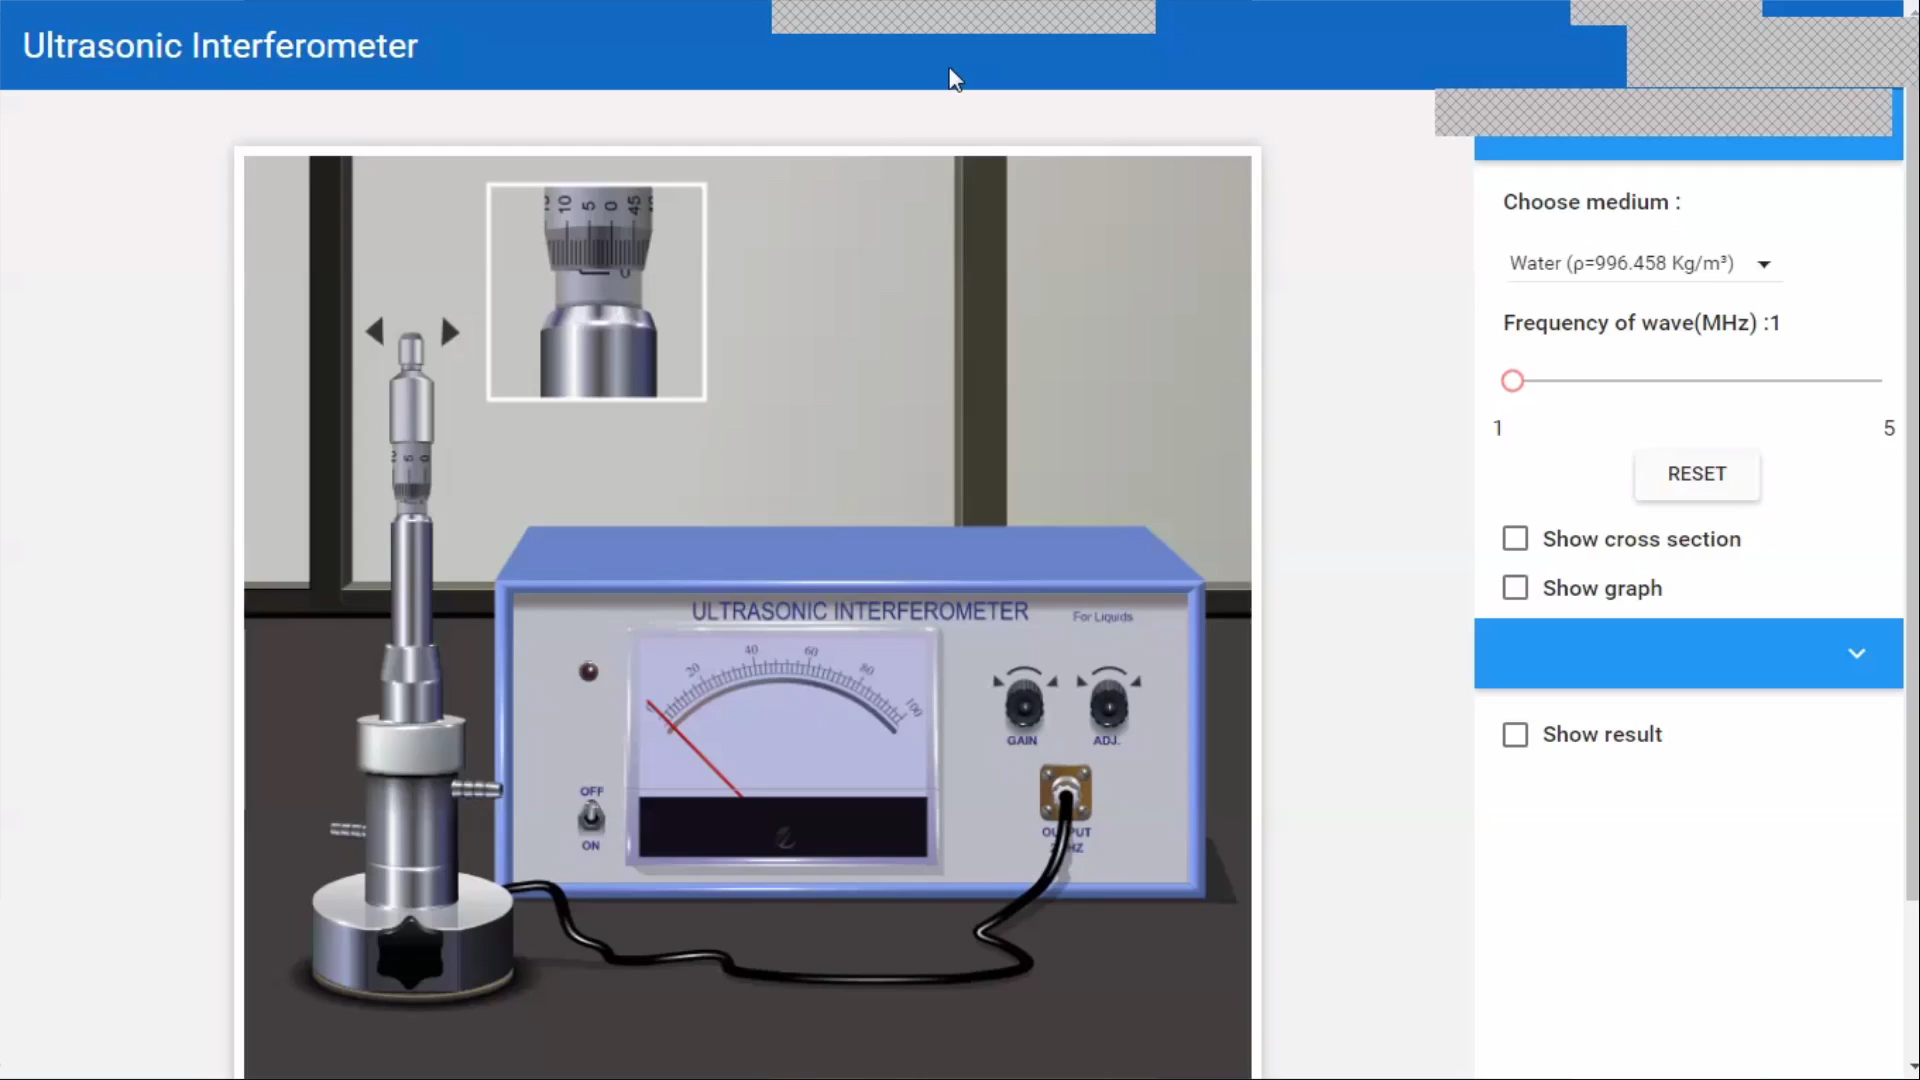 Ultrasonic Interferometer
Choose medium :
Water (ρ=996.458 Kg/m³)
Frequency of wave(MHz) :1
1 5
RESET
Show cross section
Show graph
Show result
10 5 0 45
5 0
ULTRASONIC INTERFEROMETER For Liquids
20 40 60 80 100
GAIN ADJ.
OFF
ON